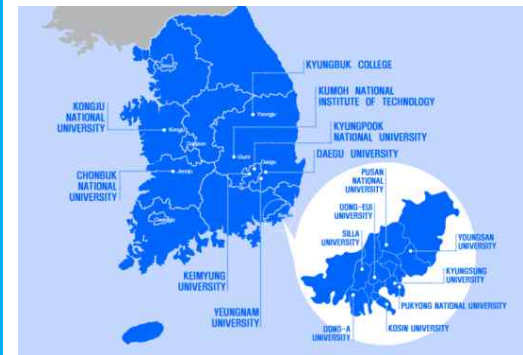 KYUNGBUK COLLEGE
KUMOH NATIONAL
INSTITUTE OF TECHNOLOGY
KYUNGPOOK
NATIONAL UNIVERSITY
DAEGU UNIVERSITY
KONGJU
NATIONAL
UNIVERSITY
CHONBUK
NATIONAL
UNIVERSITY
KEIMYUNG
UNIVERSITY
YEUNGNAM
UNIVERSITY
PUSAN
NATIONAL
UNIVERSITY
DONG-EUI
UNIVERSITY
SILLA
UNIVERSITY
YOUNGSAN
UNIVERSITY
KYUNGSUNG
UNIVERSITY
PUKYONG NATIONAL UNIVERSITY
KOSIN UNIVERSITY
DONG-A
UNIVERSITY